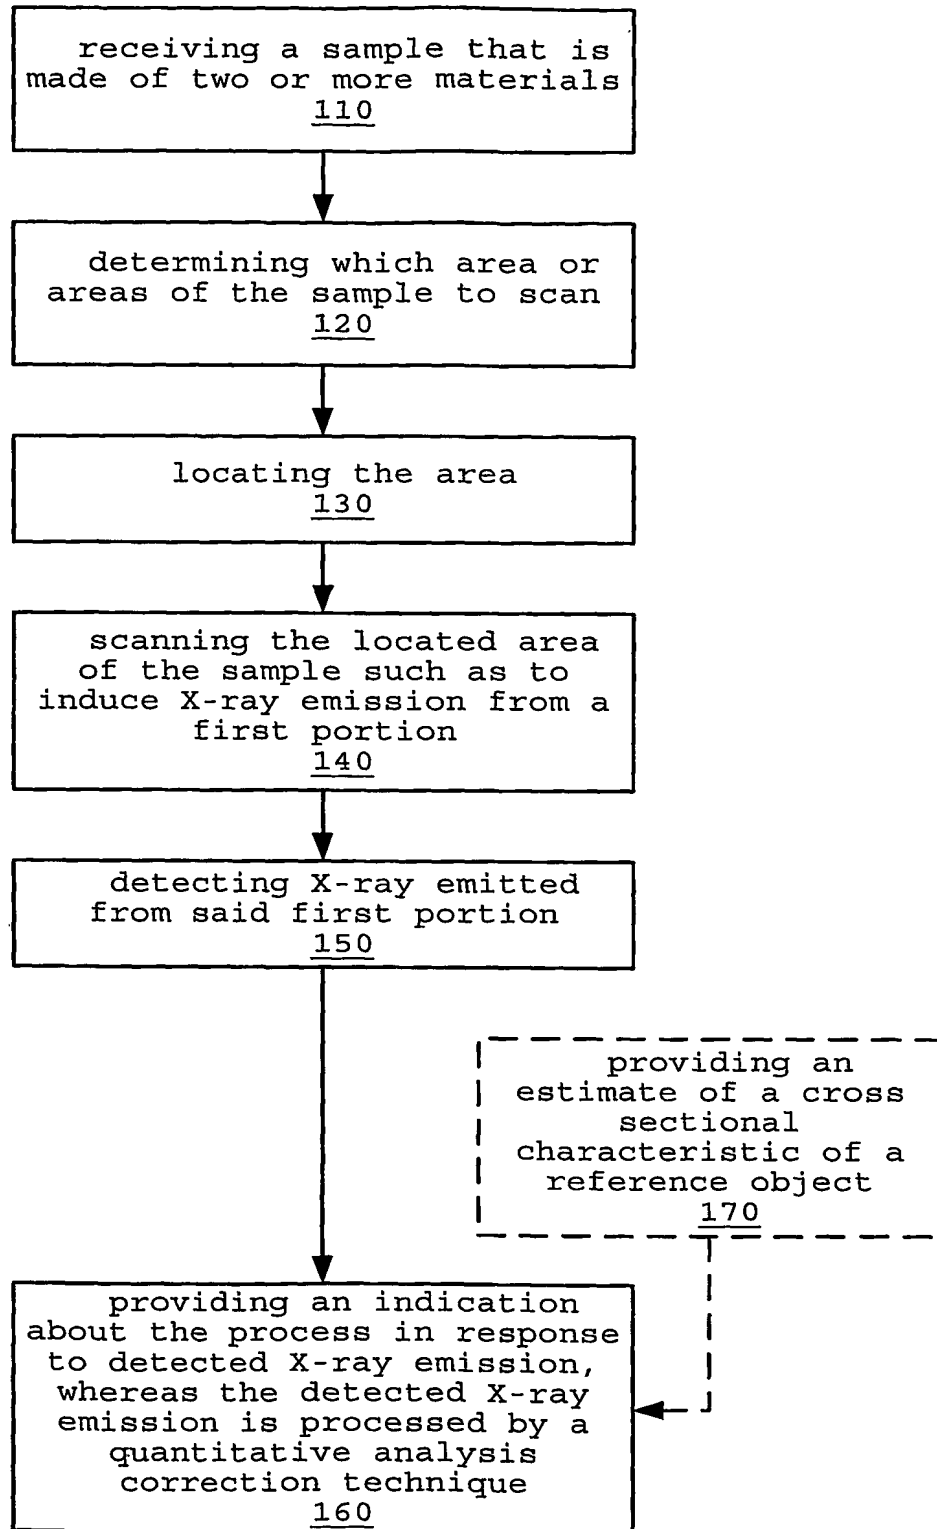 receiving a sample that is
made of two or more materials
110
determining which area or
areas of the sample to scan
120
locating the area
130
scanning the located area
of the sample such as to
induce X-ray emission from a
first portion
140
detecting X-ray emitted
from said first portion
150
providing an
estimate of a cross
sectional
characteristic of a
reference object
170
providing an indication
about the process in response
to detected X-ray emission,
whereas the detected X-ray
emission is processed by a
quantitative analysis
correction technique
160